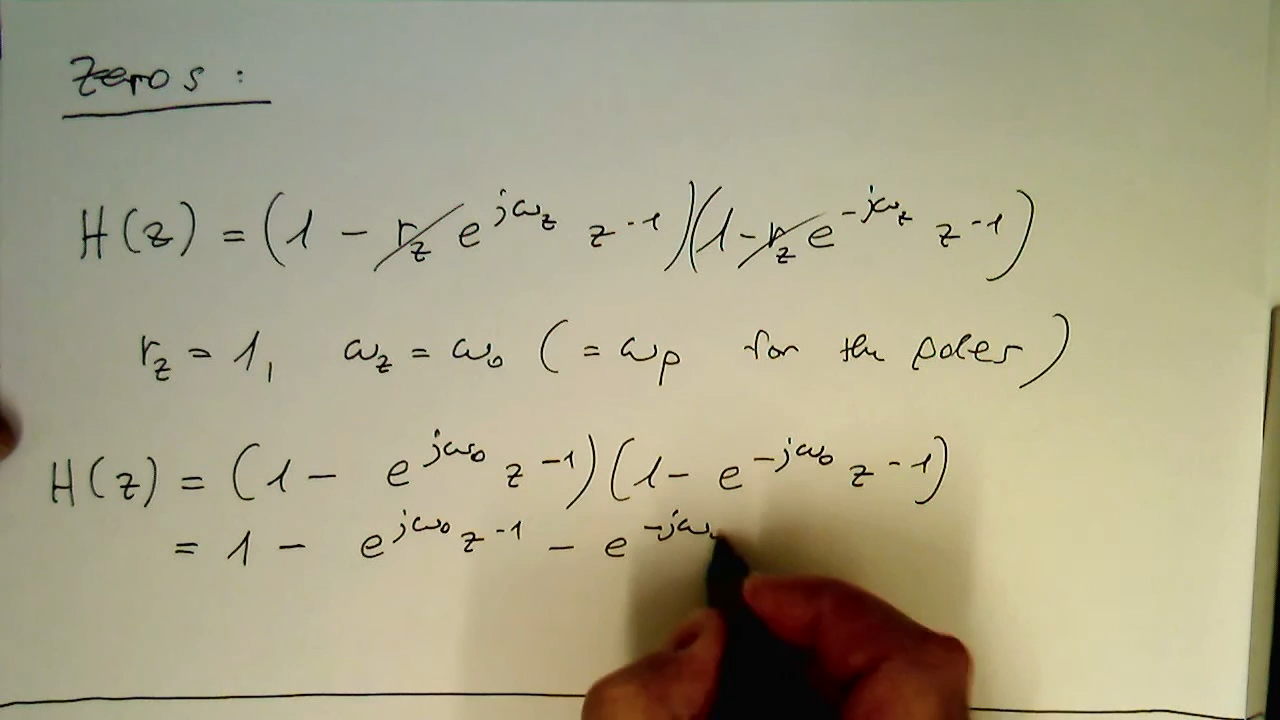 Zeros :
H(z) = (1 - r_z e^{jω_z} z^{-1})(1 - r_z e^{-jω_z} z^{-1})
r_z = 1, ω_z = ω_0 (= ω_p for the poles)
H(z) = (1 - e^{jω_0} z^{-1})(1 - e^{-jω_0} z^{-1})
= 1 - e^{jω_0} z^{-1} - e^{-jω